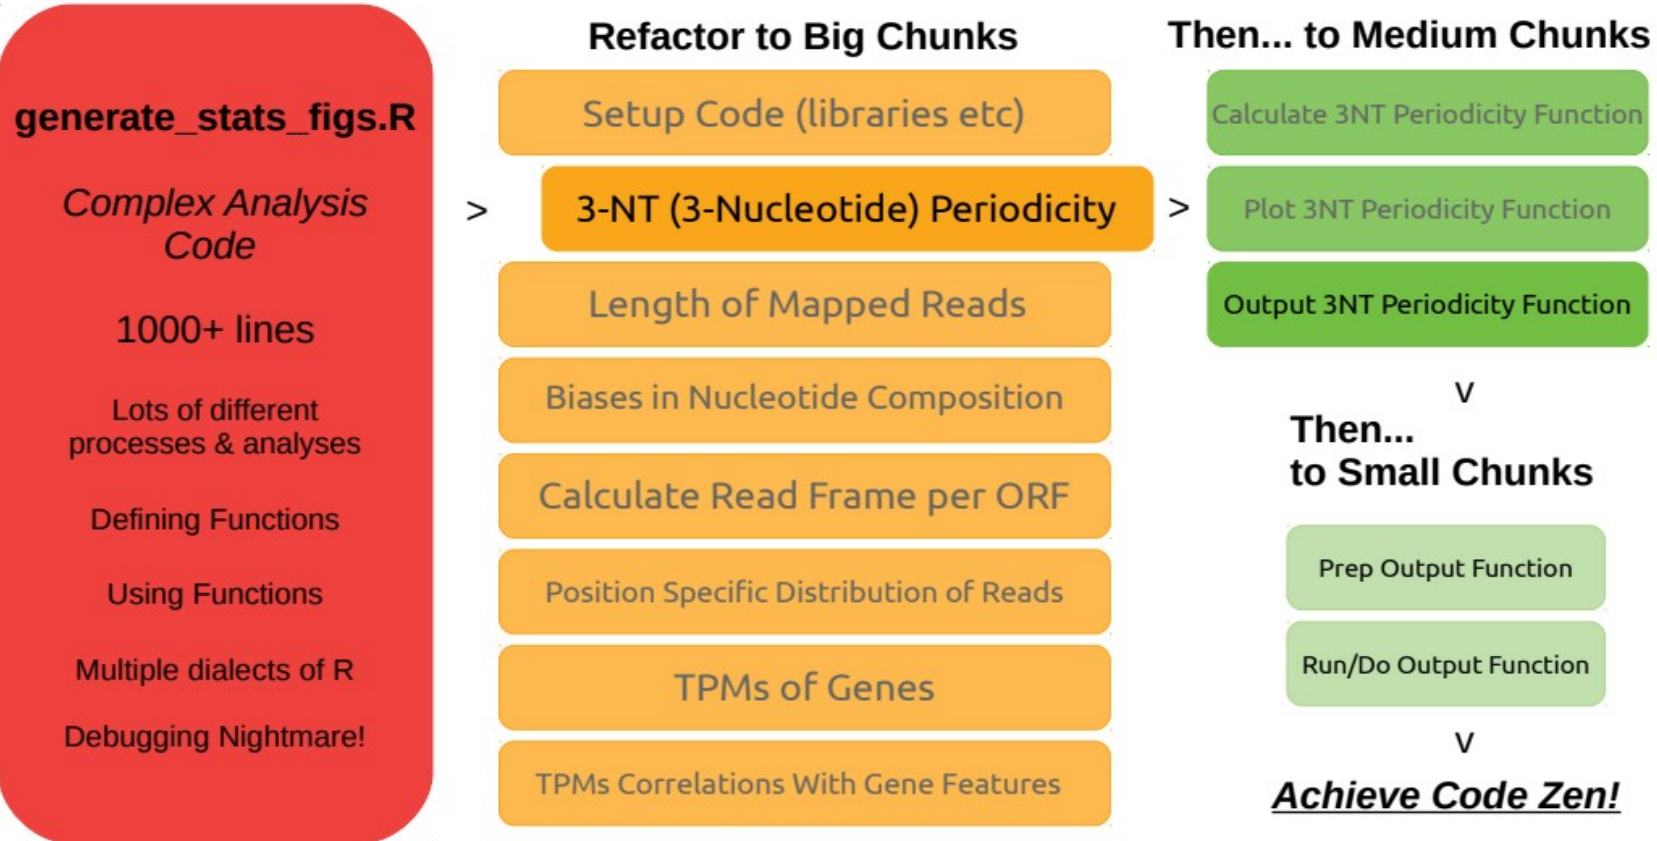 generate_stats_figs.R
Complex Analysis
Code
1000+ lines
Lots of different
processes & analyses
Defining Functions
Using Functions
Multiple dialects of R
Debugging Nightmare!
>
Refactor to Big Chunks
Setup Code (libraries etc)
3-NT (3-Nucleotide) Periodicity
Length of Mapped Reads
Biases in Nucleotide Composition
Calculate Read Frame per ORF
Position Specific Distribution of Reads
TPMs of Genes
TPMs Correlations With Gene Features
>
Then... to Medium Chunks
Calculate 3NT Periodicity Function
Plot 3NT Periodicity Function
Output 3NT Periodicity Function
v
Then...
to Small Chunks
Prep Output Function
Run/Do Output Function
v
Achieve Code Zen!